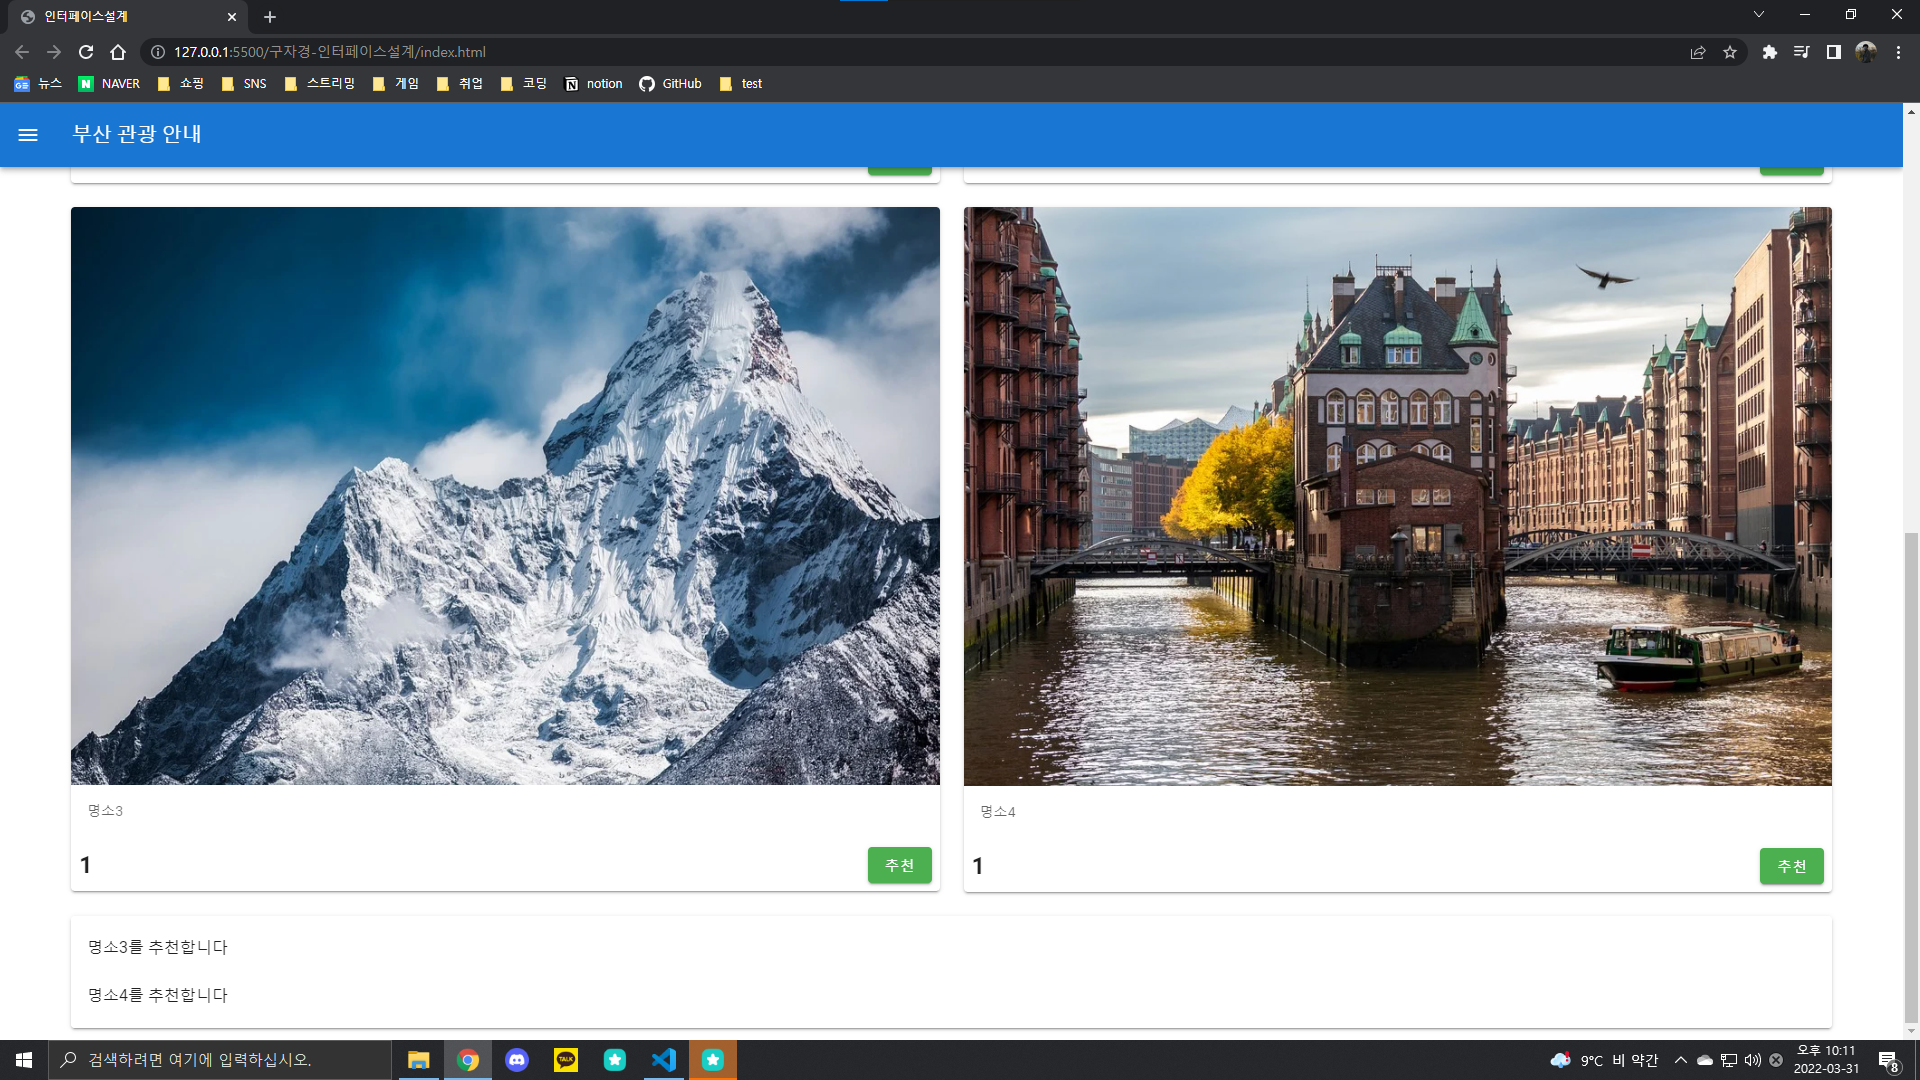 인터페이스설계
127.0.0.1:5500/구자경-인터페이스설계/index.html
뉴스 NAVER 쇼핑 SNS 스트리밍 게임 취업 코딩 notion GitHub test
부산 관광 안내
명소3
1 추천
명소4
1 추천
명소3를 추천합니다
명소4를 추천합니다
검색하려면 여기에 입력하십시오.
TALK
9°C 비 약간
오후 10:11
2022-03-31
8